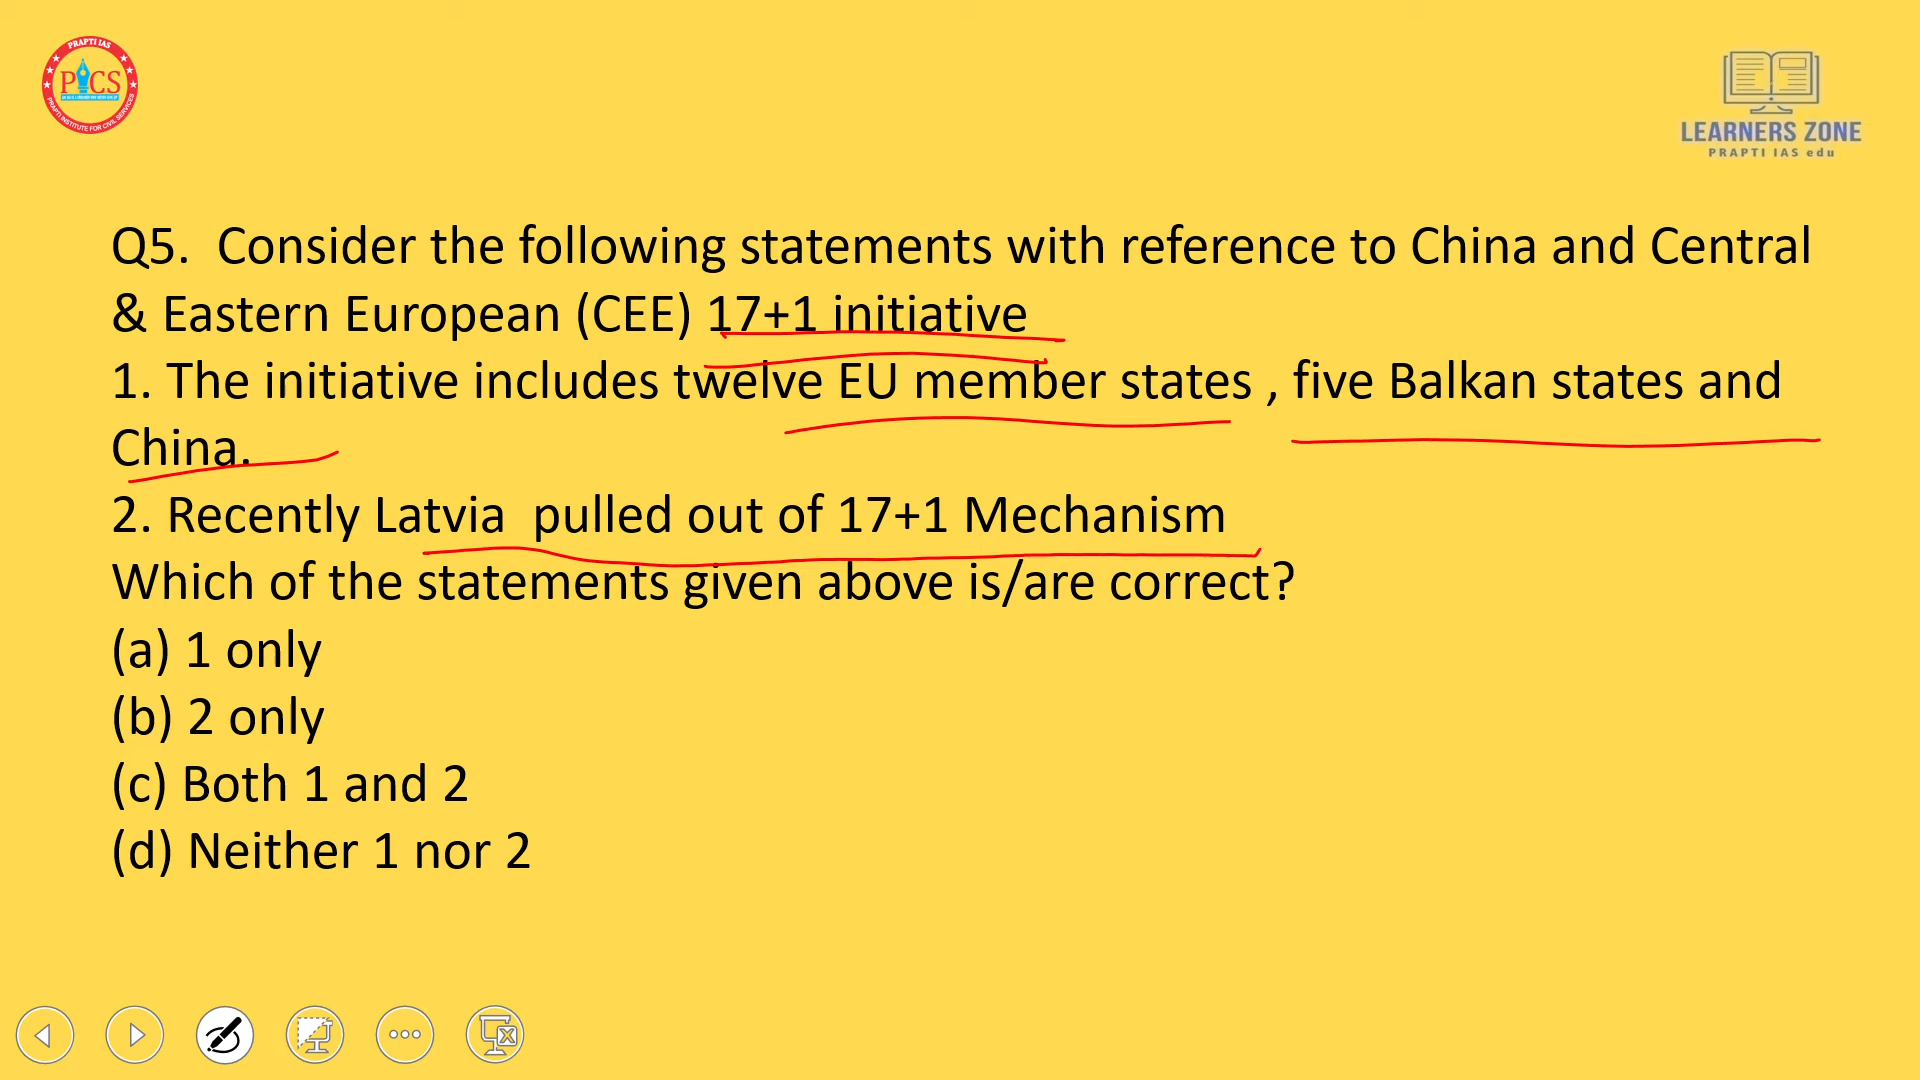 PRAPTI IAS
PiCS
PRAPTI INSTITUTE FOR CIVIL SERVICES
LEARNERS ZONE
PRAPTI IAS edu
Q5. Consider the following statements with reference to China and Central
& Eastern European (CEE) 17+1 initiative
1. The initiative includes twelve EU member states , five Balkan states and
China.
2. Recently Latvia pulled out of 17+1 Mechanism
Which of the statements given above is/are correct?
(a) 1 only
(b) 2 only
(c) Both 1 and 2
(d) Neither 1 nor 2